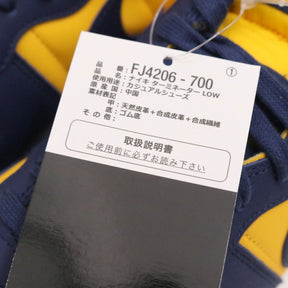 ①
品番：FJ4206-700
品名：ナイキ ターミネーター LOW
使用用途：カジュアルシューズ
原産国：中国
素材表記：
甲：天然皮革＋合成皮革＋合成繊維
底：ゴム底
その他：
取扱説明書
ご使用前に必ずお読み下さい